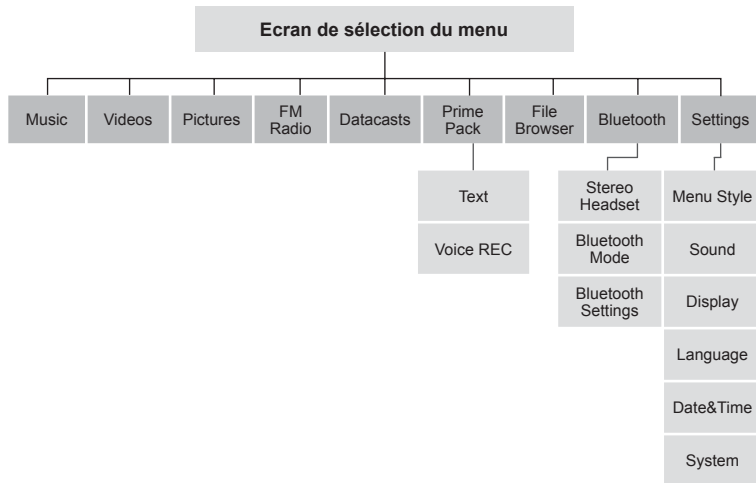 Ecran de sélection du menu
Music
Videos
Pictures
FM
Radio
Datacasts
Prime
Pack
File
Browser
Bluetooth
Settings
Text
Voice REC
Stereo
Headset
Bluetooth
Mode
Bluetooth
Settings
Menu Style
Sound
Display
Language
Date&Time
System